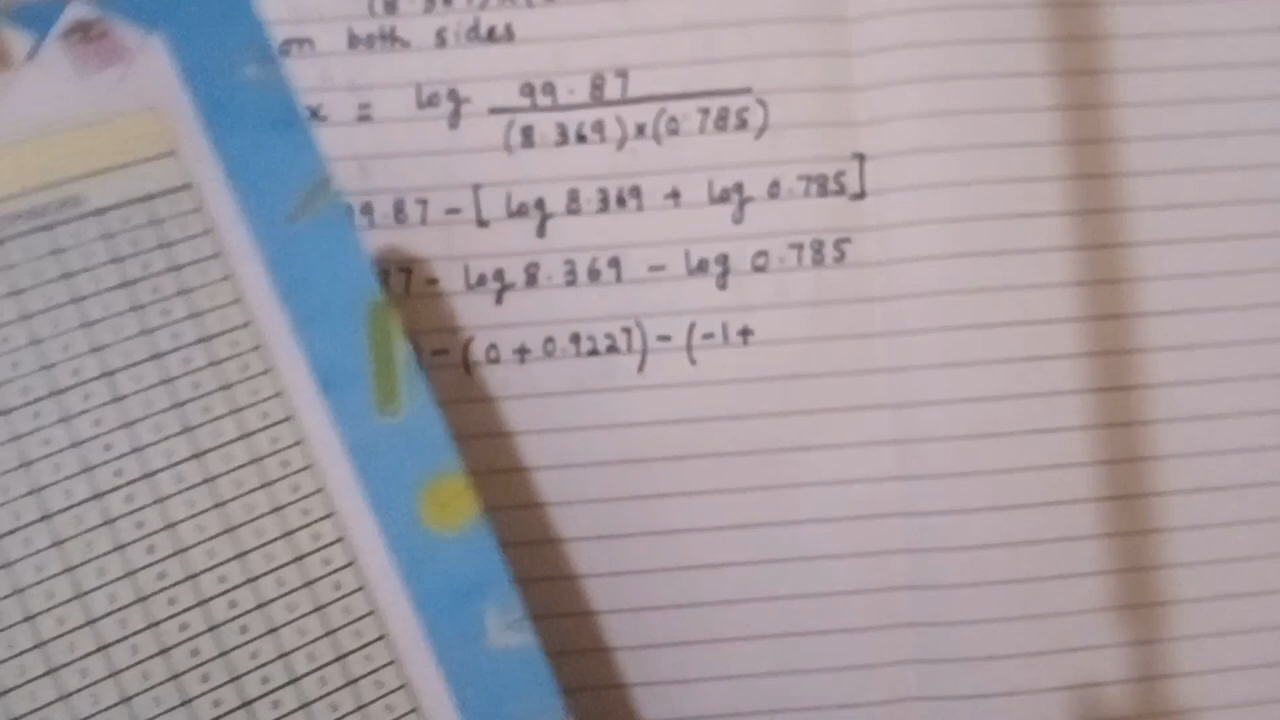 on both sides
x = log 99.87 / (8.369)x(0.785)
99.87 - [log 8.369 + log 0.785]
87 - log 8.369 - log 0.785
) - (0 + 0.9227) - (-1 +